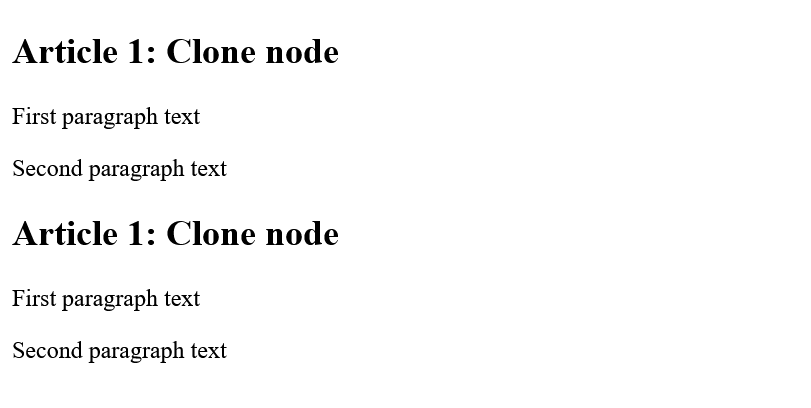 Article 1: Clone node
First paragraph text
Second paragraph text
Article 1: Clone node
First paragraph text
Second paragraph text